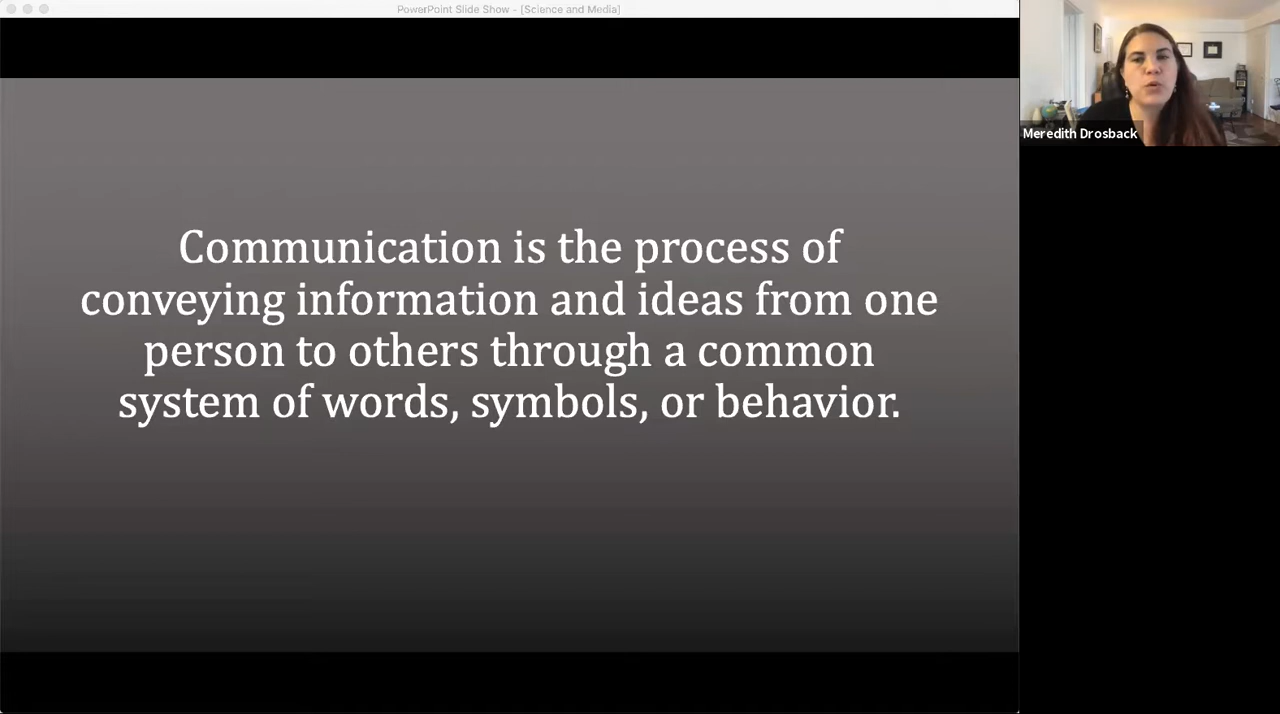 PowerPoint Slide Show - [Science and Media]
Communication is the process of
conveying information and ideas from one
person to others through a common
system of words, symbols, or behavior.
Meredith Drosback